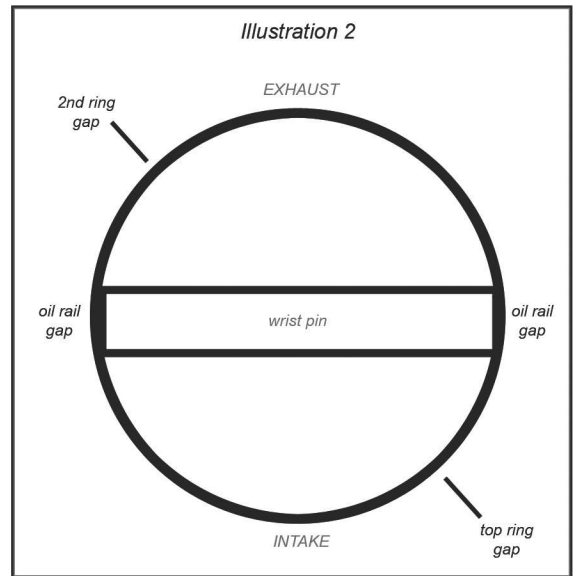 Illustration 2
EXHAUST
2nd ring
gap
oil rail
gap
wrist pin
oil rail
gap
INTAKE
top ring
gap